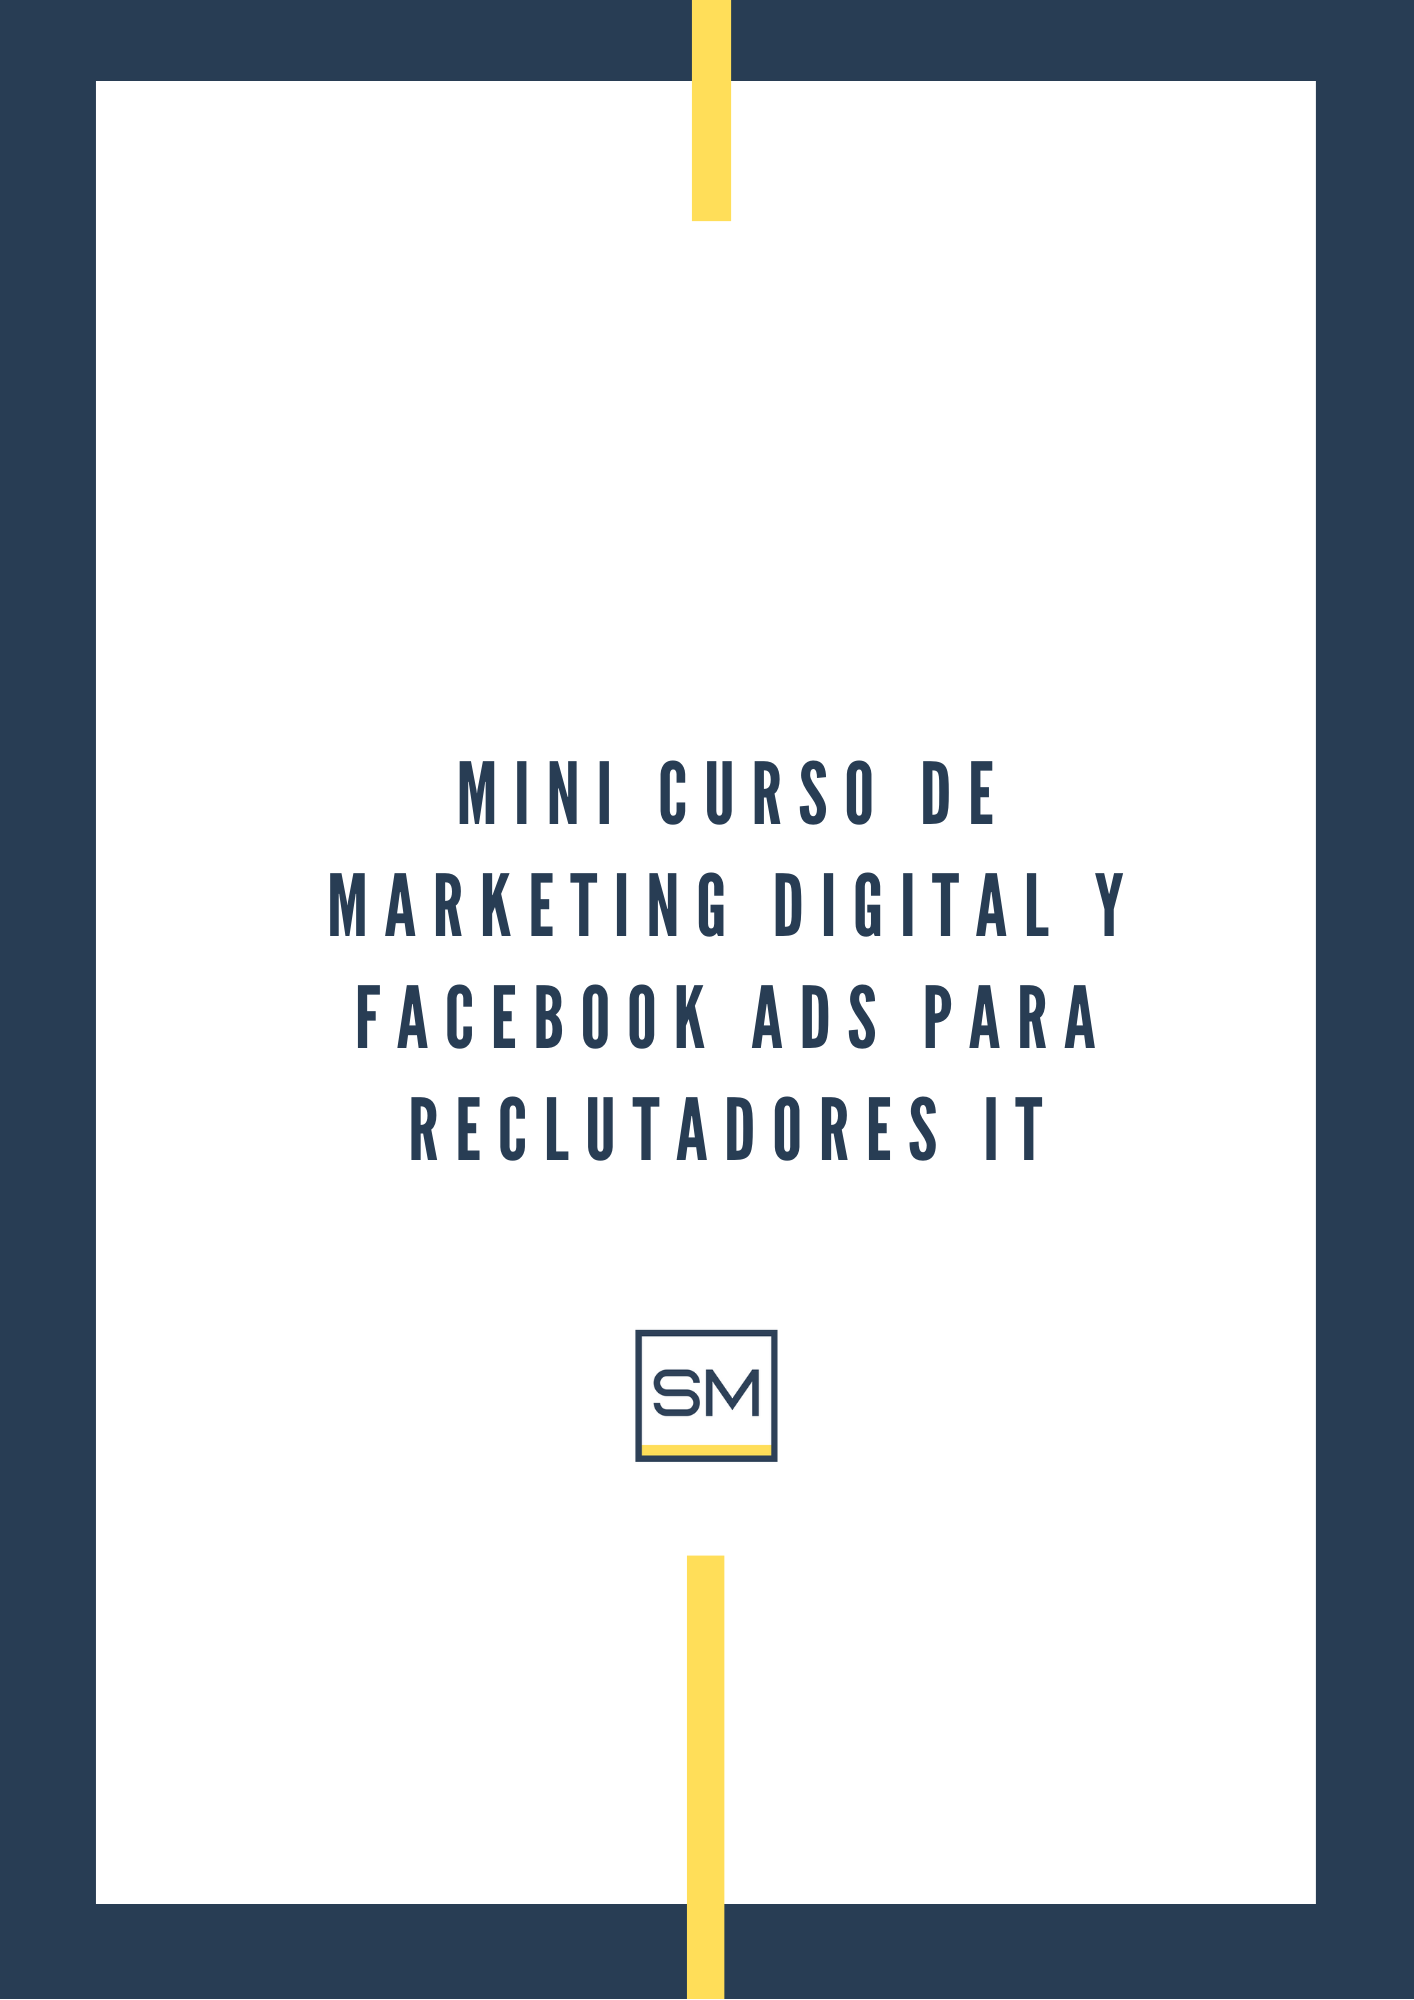 MINI CURSO DE
MARKETING DIGITAL Y
FACEBOOK ADS PARA
RECLUTADORES IT
SM